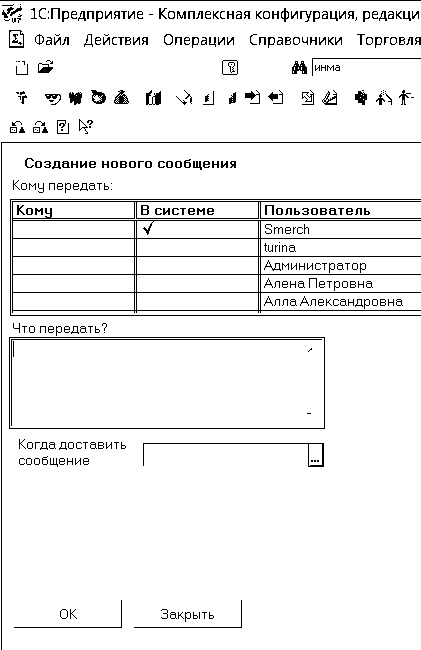 1С:Предприятие - Комплексная конфигурация, редакци
Файл Действия Операции Справочники Торговля
инма
Создание нового сообщения
Кому передать:
Кому В системе Пользователь
Smerch
turina
Администратор
Алена Петровна
Алла Александровна
Что передать?
Когда доставить
сообщение
...
ОК Закрыть